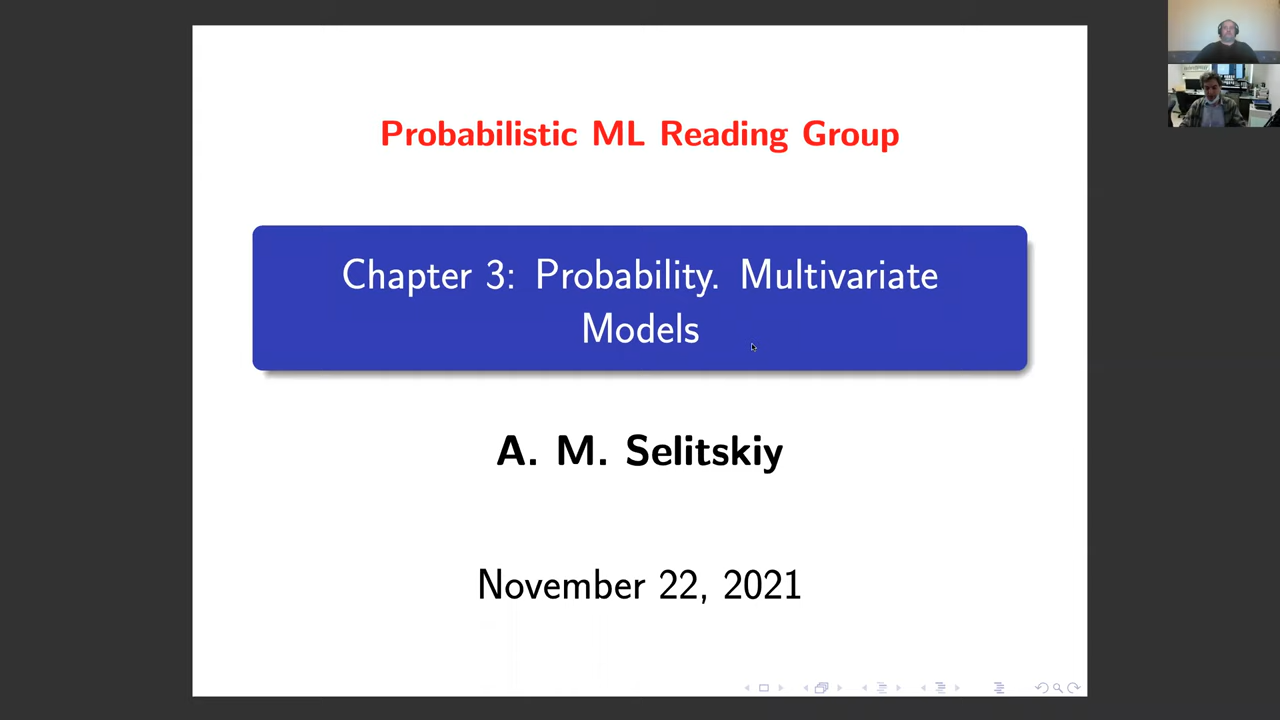 Probabilistic ML Reading Group
Chapter 3: Probability. Multivariate
Models
A. M. Selitskiy
November 22, 2021